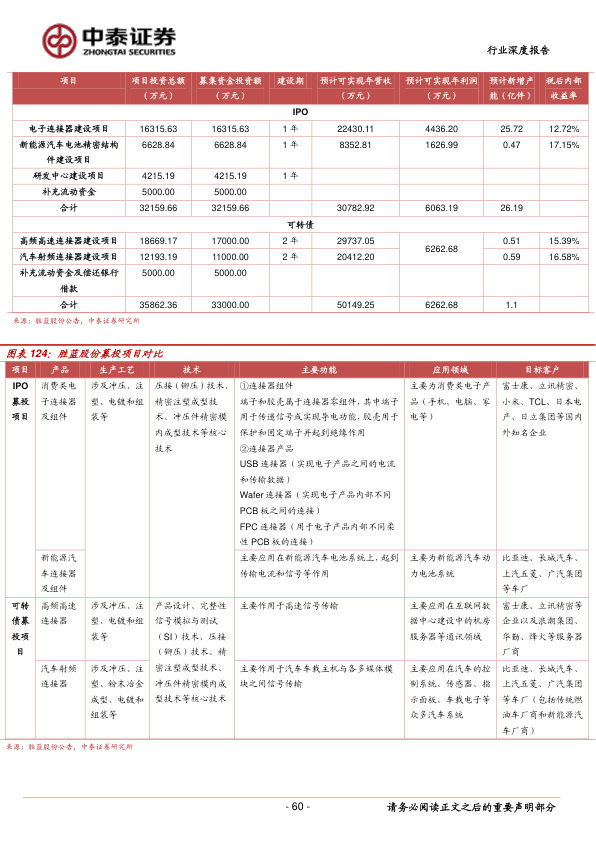 中泰证券
ZHONGTAI SECURITIES
行业深度报告
项目 项目投资总额（万元） 募集资金投资额（万元） 建设期 预计可实现年营收（万元） 预计可实现年利润（万元） 预计新增产能（亿件） 税后内部收益率
IPO
电子连接器建设项目 16315.63 16315.63 1 年 22430.11 4436.20 25.72 12.72%
新能源汽车电池精密结构件建设项目 6628.84 6628.84 1 年 8352.81 1626.99 0.47 17.15%
研发中心建设项目 4215.19 4215.19 1 年
补充流动资金 5000.00 5000.00
合计 32159.66 32159.66 30782.92 6063.19 26.19
可转债
高频高速连接器建设项目 18669.17 17000.00 2 年 29737.05 6262.68 0.51 15.39%
汽车射频连接器建设项目 12193.19 11000.00 2 年 20412.20 0.59 16.58%
补充流动资金及偿还银行借款 5000.00 5000.00
合计 35862.36 33000.00 50149.25 6262.68 1.1
来源：胜蓝股份公告，中泰证券研究所
图表 124：胜蓝股份募投项目对比
项目 产品 生产工艺 技术 主要功能 应用领域 目标客户
IPO 募投项目
消费类电子连接器及组件
涉及冲压、注塑、电镀和组装等
压接（铆压）技术，精密注塑成型技术、冲压件精密模内成型技术等核心技术
①连接器组件
端子和胶壳属于连接器零组件，其中端子用于传递信号或实现导电功能，胶壳用于保护和固定端子并起到绝缘作用
②连接器产品
USB 连接器（实现电子产品之间的电流和传输数据）
Wafer 连接器（实现电子产品内部不同 PCB 板之间的连接）
FPC 连接器（用于电子产品内部不同柔性 PCB 板的连接）
主要为消费类电子产品（手机、电脑、家电等）
富士康、立讯精密、小米、TCL、日本电产、日立集团等国内外知名企业
新能源汽车连接器及组件
主要应用在新能源汽车电池系统上，起到传输电流和信号等作用
主要为新能源汽车动力电池系统
比亚迪、长城汽车、上汽五菱、广汽集团等车厂
可转债募投项目
高频高速连接器
涉及冲压、注塑、电镀和组装等
产品设计、完整性信号模拟与测试（SI）技术、压接（铆压）技术、精密注塑成型技术、冲压件精密模内成型技术等核心技术
主要作用于高速信号传输
主要应用在互联网数据中心建设中的机房服务器等通讯领域
富士康、立讯精密等企业以及浪潮集团、华勤、烽火等服务器厂商
汽车射频连接器
涉及冲压、注塑、粉末冶金成型、电镀和组装等
主要作用于汽车车载主机与各多媒体模块之间信号传输
主要应用在汽车的控制系统、传感器、指示面板、车载电子等众多汽车系统
比亚迪、长城汽车、上汽五菱、广汽集团等车厂（包括传统燃油车厂商和新能源汽车厂商）
来源：胜蓝股份公告，中泰证券研究所
- 60 -
请务必阅读正文之后的重要声明部分